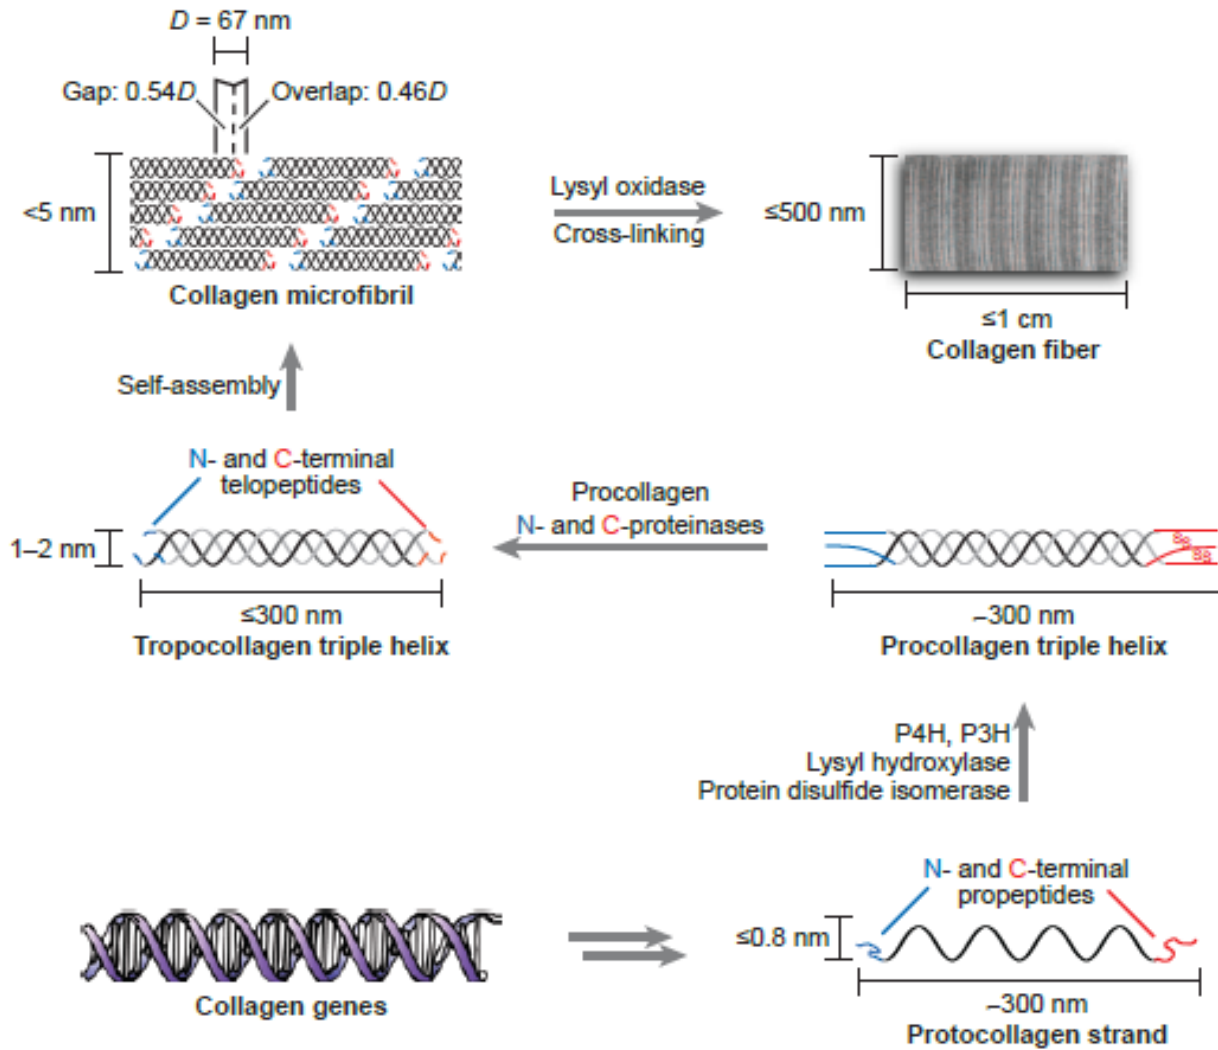 D = 67 nm
Gap: 0.54D
Overlap: 0.46D
<5 nm
Collagen microfibril
Lysyl oxidase
Cross-linking
≤500 nm
≤1 cm
Collagen fiber
Self-assembly
N- and C-terminal
telopeptides
1–2 nm
≤300 nm
Tropocollagen triple helix
Procollagen
N- and C-proteinases
S
S
S
S
–300 nm
Procollagen triple helix
P4H, P3H
Lysyl hydroxylase
Protein disulfide isomerase
N- and C-terminal
propeptides
≤0.8 nm
–300 nm
Protocollagen strand
Collagen genes